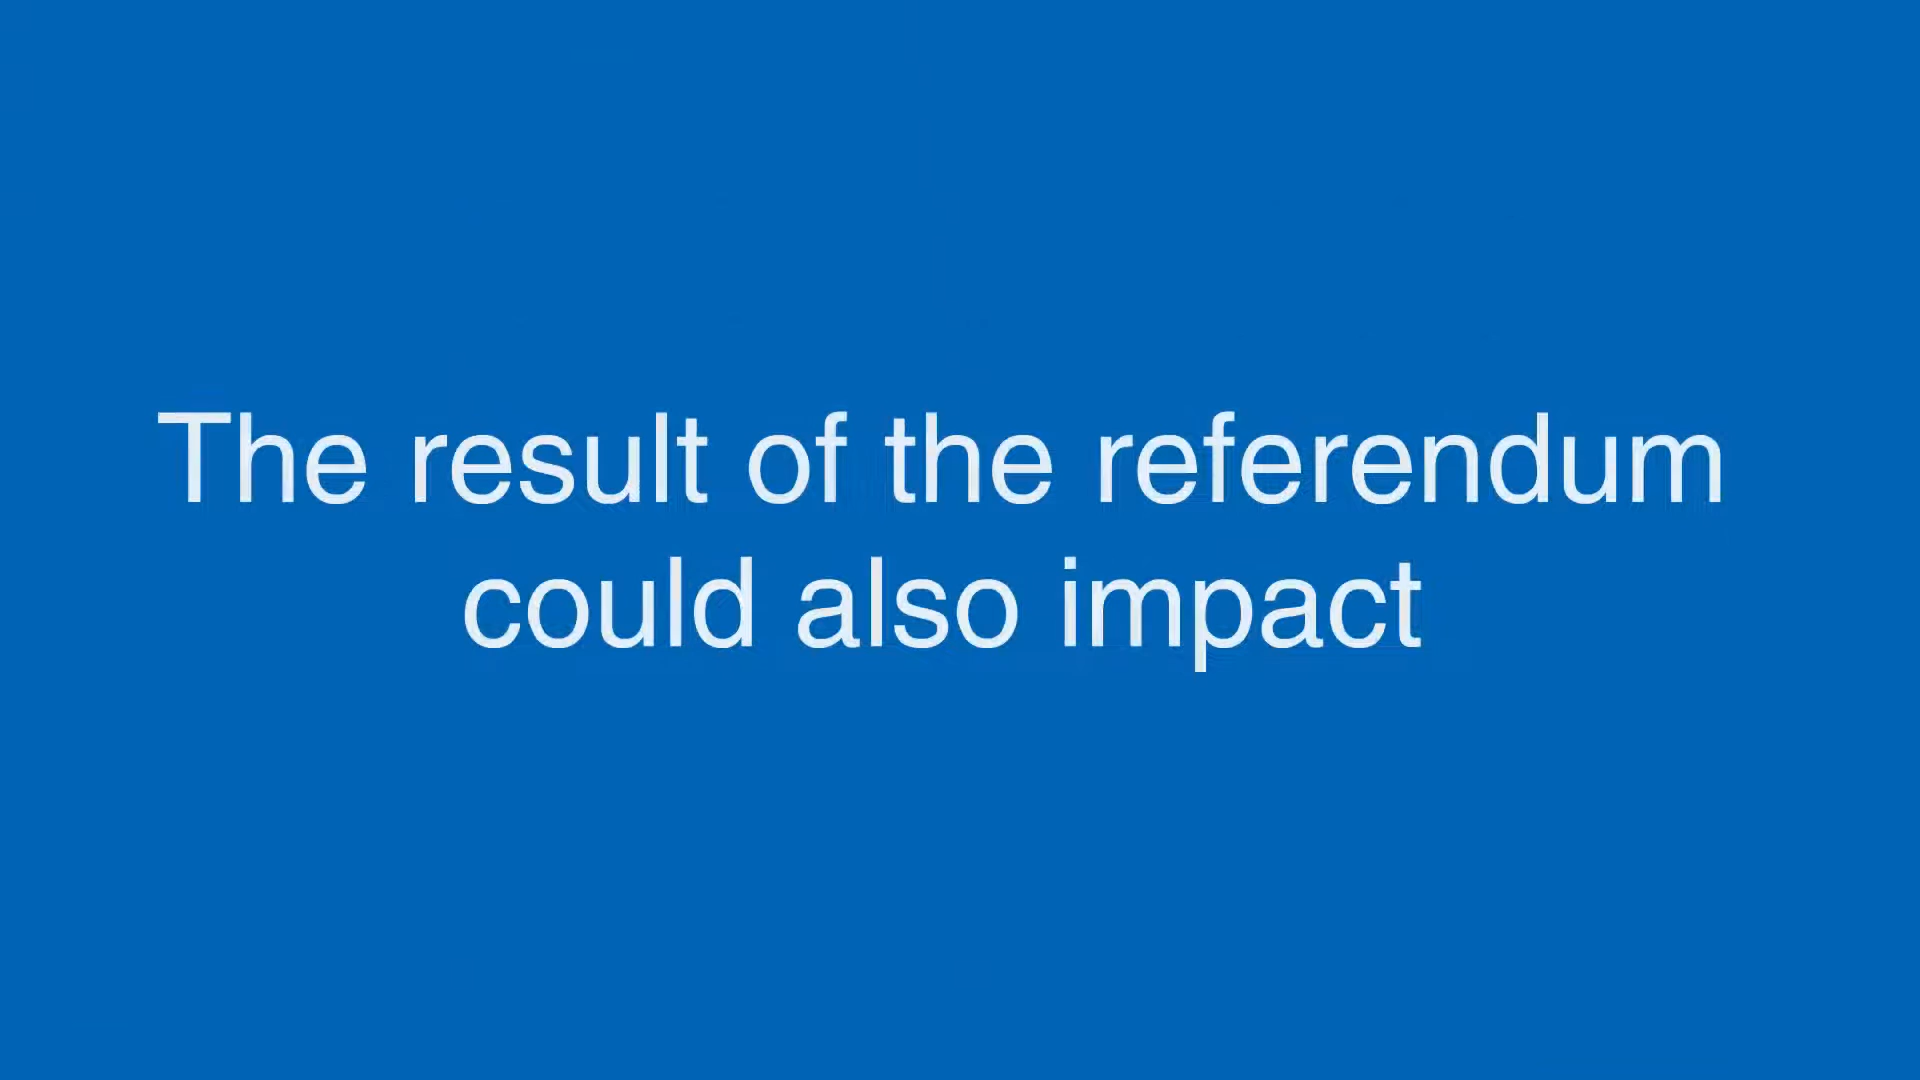 The result of the referendum
could also impact